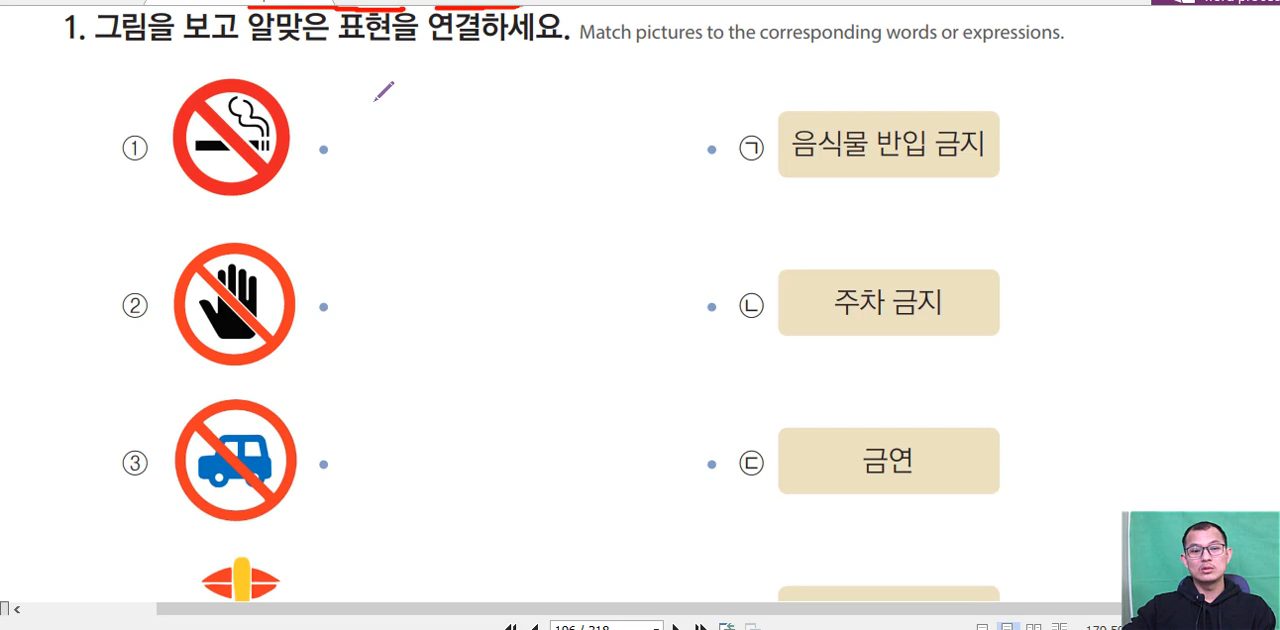 1. 그림을 보고 알맞은 표현을 연결하세요. Match pictures to the corresponding words or expressions.
① ㉠ 음식물 반입 금지
② ㉡ 주차 금지
③ ㉢ 금연